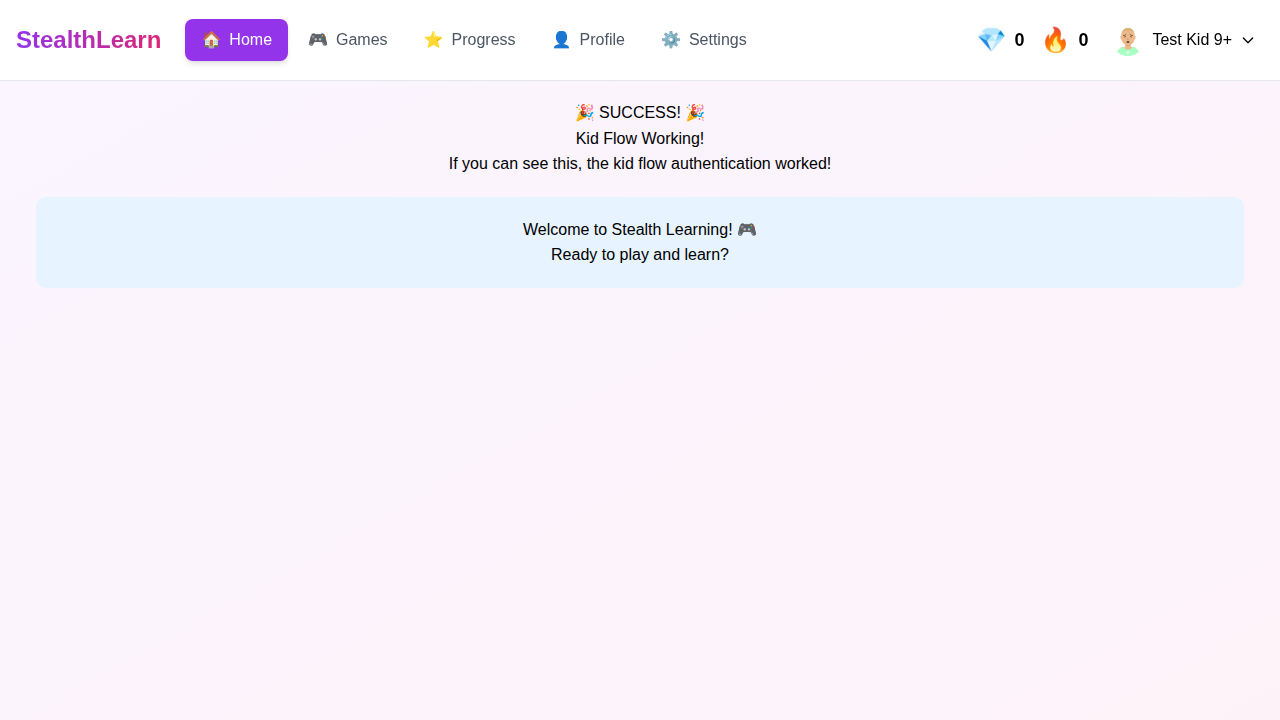 StealthLearn
🏠 Home
🎮 Games
⭐ Progress
👤 Profile
⚙️ Settings
💎 0
🔥 0
Test Kid 9+
🎉 SUCCESS! 🎉
Kid Flow Working!
If you can see this, the kid flow authentication worked!
Welcome to Stealth Learning! 🎮
Ready to play and learn?